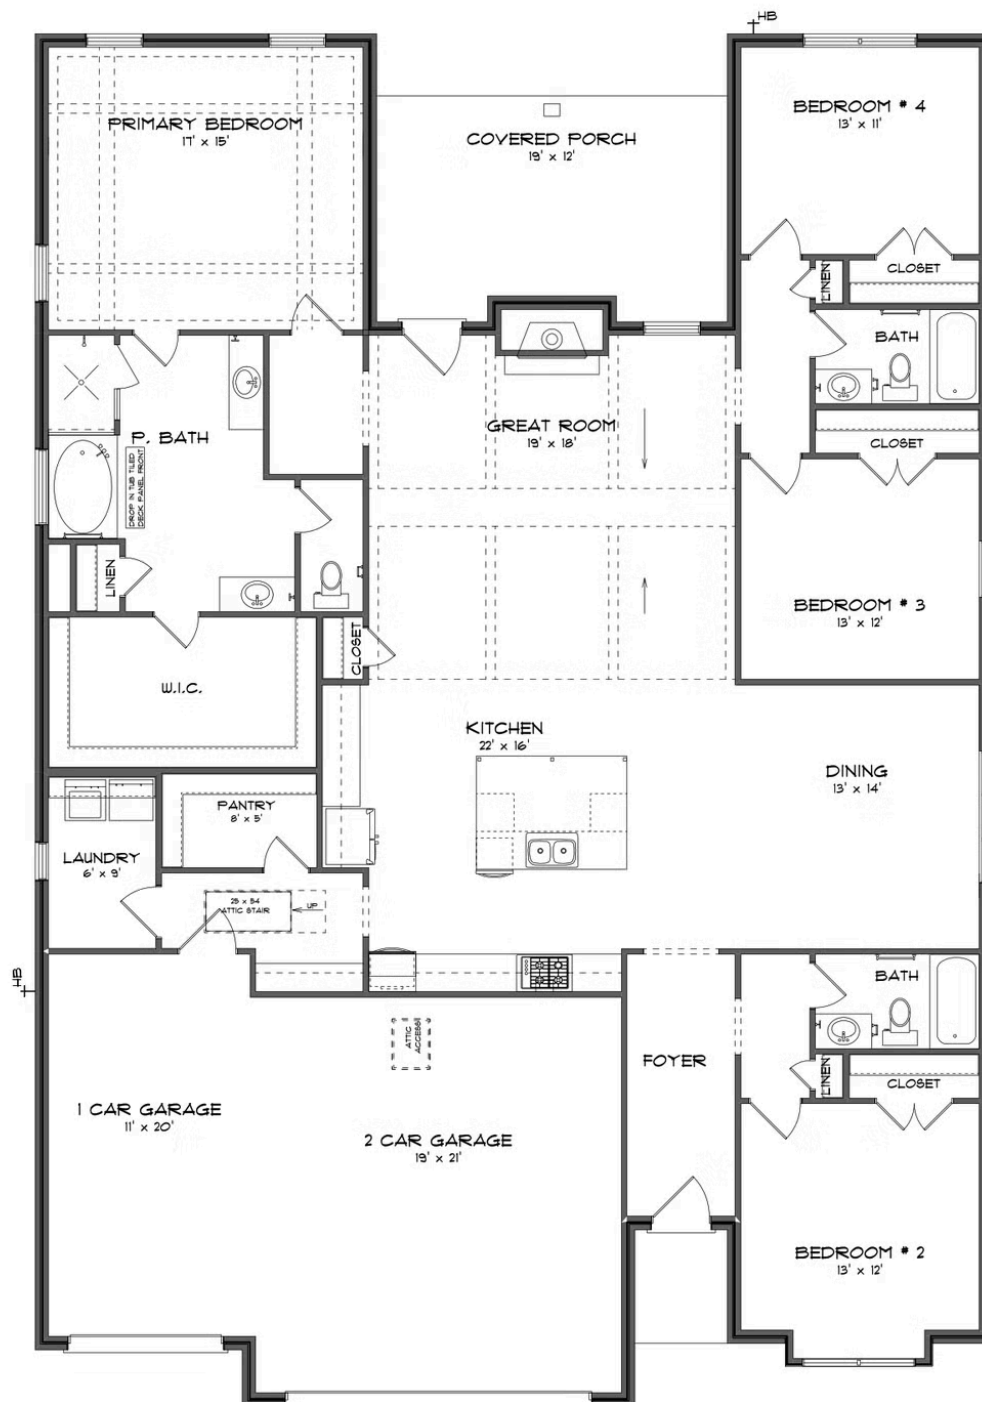 HB
PRIMARY BEDROOM
17' x 15'
COVERED PORCH
19' x 12'
BEDROOM # 4
13' x 11'
LINEN
CLOSET
BATH
P. BATH
DROP IN TUB TILED
DECK PANEL FRONT
GREAT ROOM
19' x 18'
CLOSET
LINEN
BEDROOM # 3
13' x 12'
CLOSET
W.I.C.
KITCHEN
22' x 16'
DINING
13' x 14'
PANTRY
8' x 5'
LAUNDRY
6' x 9'
25 x 54
ATTIC STAIR
UP
HB
BATH
ATTIC
ACCESS
FOYER
LINEN
CLOSET
1 CAR GARAGE
11' x 20'
2 CAR GARAGE
19' x 21'
BEDROOM # 2
13' x 12'